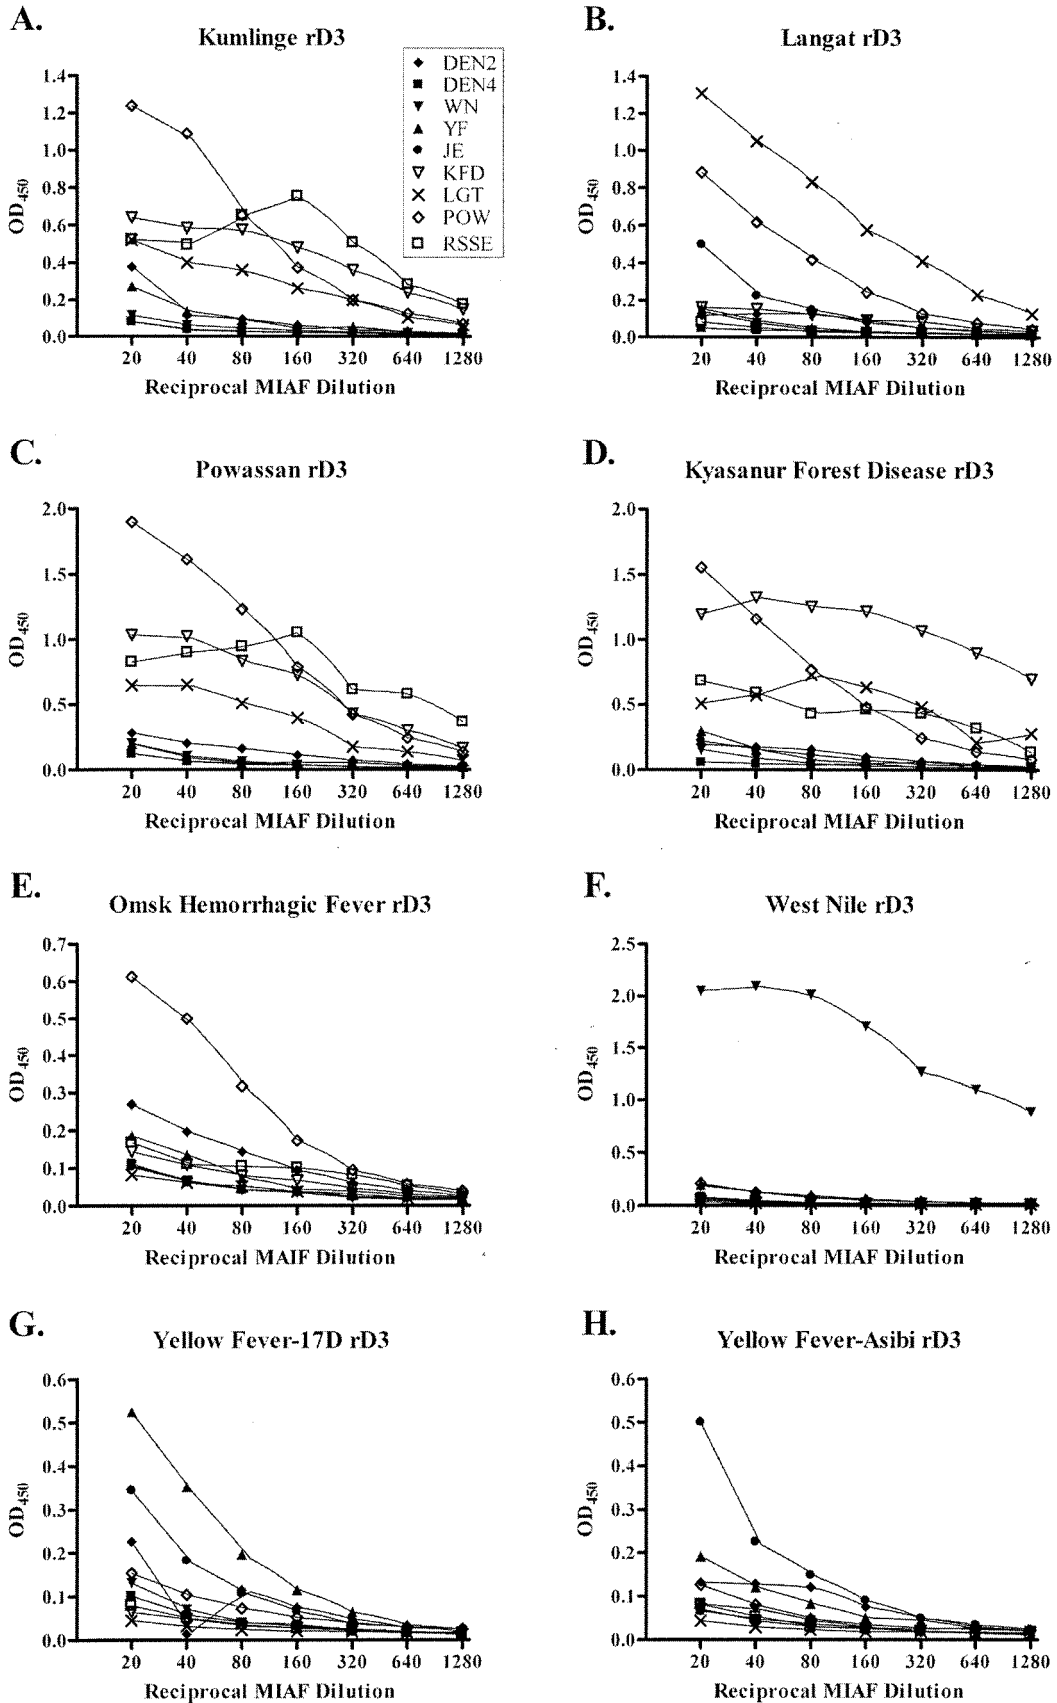 A.
Kumlinge rD3
1.4
1.2
1.0
0.8
0.6
0.4
0.2
0.0
OD450
20 40 80 160 320 640 1280
Reciprocal MIAF Dilution
DEN2
DEN4
WN
YF
JE
KFD
LGT
POW
RSSE
B.
Langat rD3
1.4
1.2
1.0
0.8
0.6
0.4
0.2
0.0
OD450
20 40 80 160 320 640 1280
Reciprocal MIAF Dilution
C.
Powassan rD3
2.0
1.5
1.0
0.5
0.0
OD450
20 40 80 160 320 640 1280
Reciprocal MIAF Dilution
D.
Kyasanur Forest Disease rD3
2.0
1.5
1.0
0.5
0.0
OD450
20 40 80 160 320 640 1280
Reciprocal MIAF Dilution
E.
Omsk Hemorrhagic Fever rD3
0.7
0.6
0.5
0.4
0.3
0.2
0.1
0.0
OD450
20 40 80 160 320 640 1280
Reciprocal MAIF Dilution
F.
West Nile rD3
2.5
2.0
1.5
1.0
0.5
0.0
OD450
20 40 80 160 320 640 1280
Reciprocal MIAF Dilution
G.
Yellow Fever-17D rD3
0.6
0.5
0.4
0.3
0.2
0.1
0.0
OD450
20 40 80 160 320 640 1280
Reciprocal MIAF Dilution
H.
Yellow Fever-Asibi rD3
0.6
0.5
0.4
0.3
0.2
0.1
0.0
OD450
20 40 80 160 320 640 1280
Reciprocal MIAF Dilution